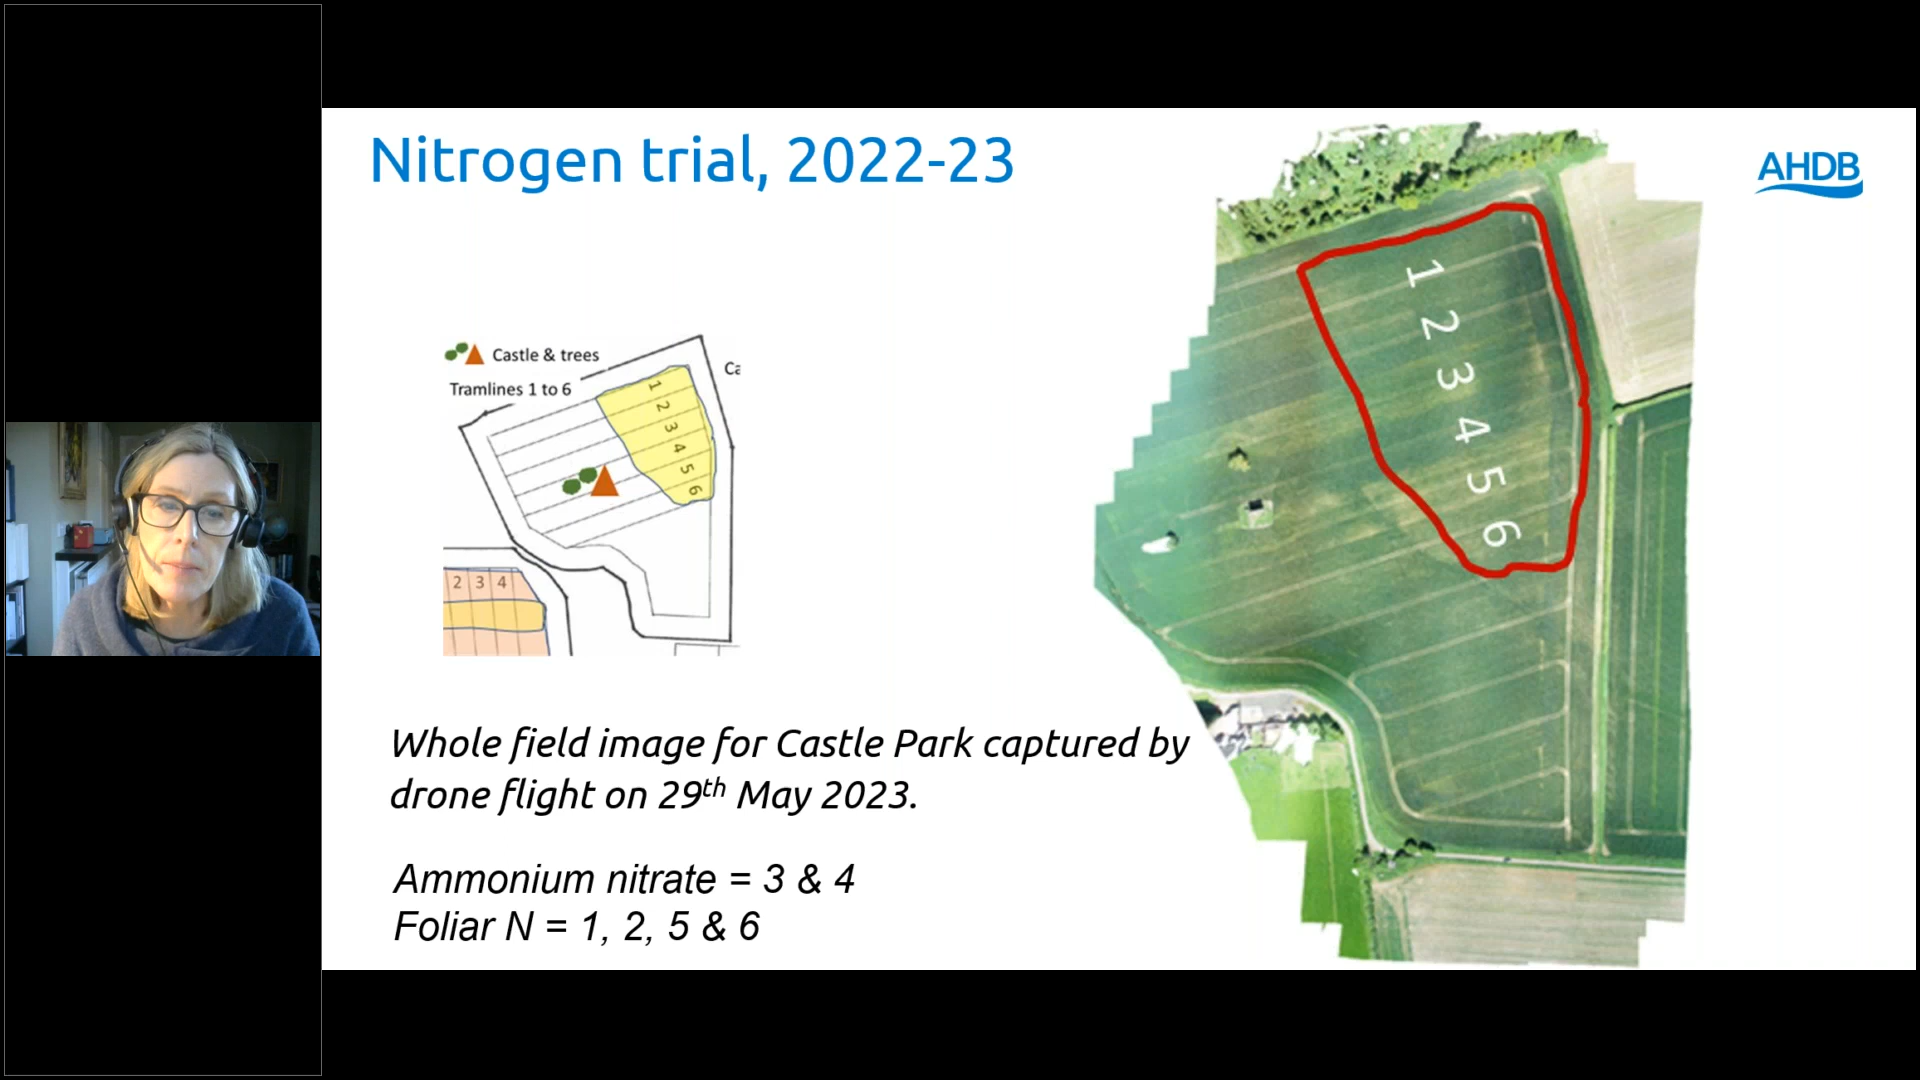 Nitrogen trial, 2022-23
AHDB
Castle & trees
Tramlines 1 to 6
Ca
1
2
3
4
5
6
2 3 4
1
2
3
4
5
6
Whole field image for Castle Park captured by
drone flight on 29th May 2023.
Ammonium nitrate = 3 & 4
Foliar N = 1, 2, 5 & 6